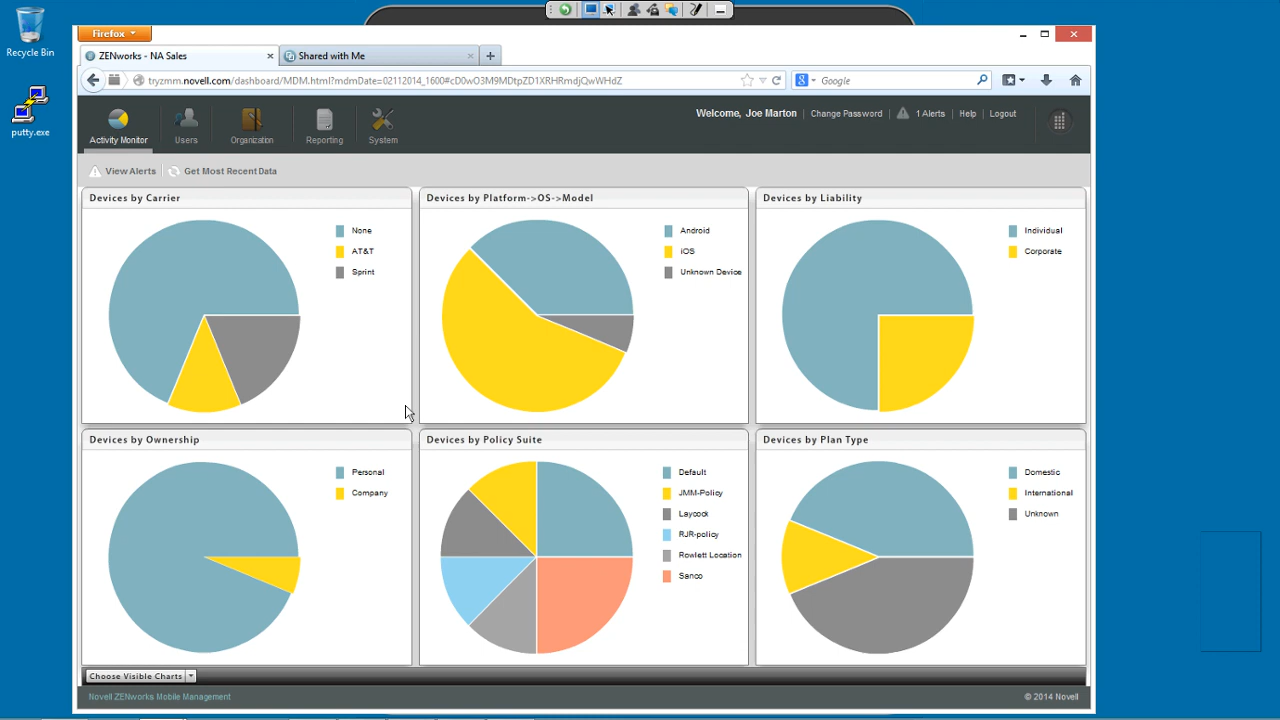 Recycle Bin
putty.exe
Firefox
ZENworks - NA Sales
Shared with Me
tryzmm.novell.com/dashboard/MDM.html?mdmDate=02112014_1600#cD0wO3M9MDtpZD1XRHRmdjQwWHdZ
Google
Activity Monitor
Users
Organization
Reporting
System
Welcome, Joe Marton
Change Password
1 Alerts
Help
Logout
View Alerts
Get Most Recent Data
Devices by Carrier
None
AT&T
Sprint
Devices by Platform->OS->Model
Android
iOS
Unknown Device
Devices by Liability
Individual
Corporate
Devices by Ownership
Personal
Company
Devices by Policy Suite
Default
JMM-Policy
Laycock
RJR-policy
Rowlett Location
Sanco
Devices by Plan Type
Domestic
International
Unknown
Choose Visible Charts
Novell ZENworks Mobile Management
© 2014 Novell